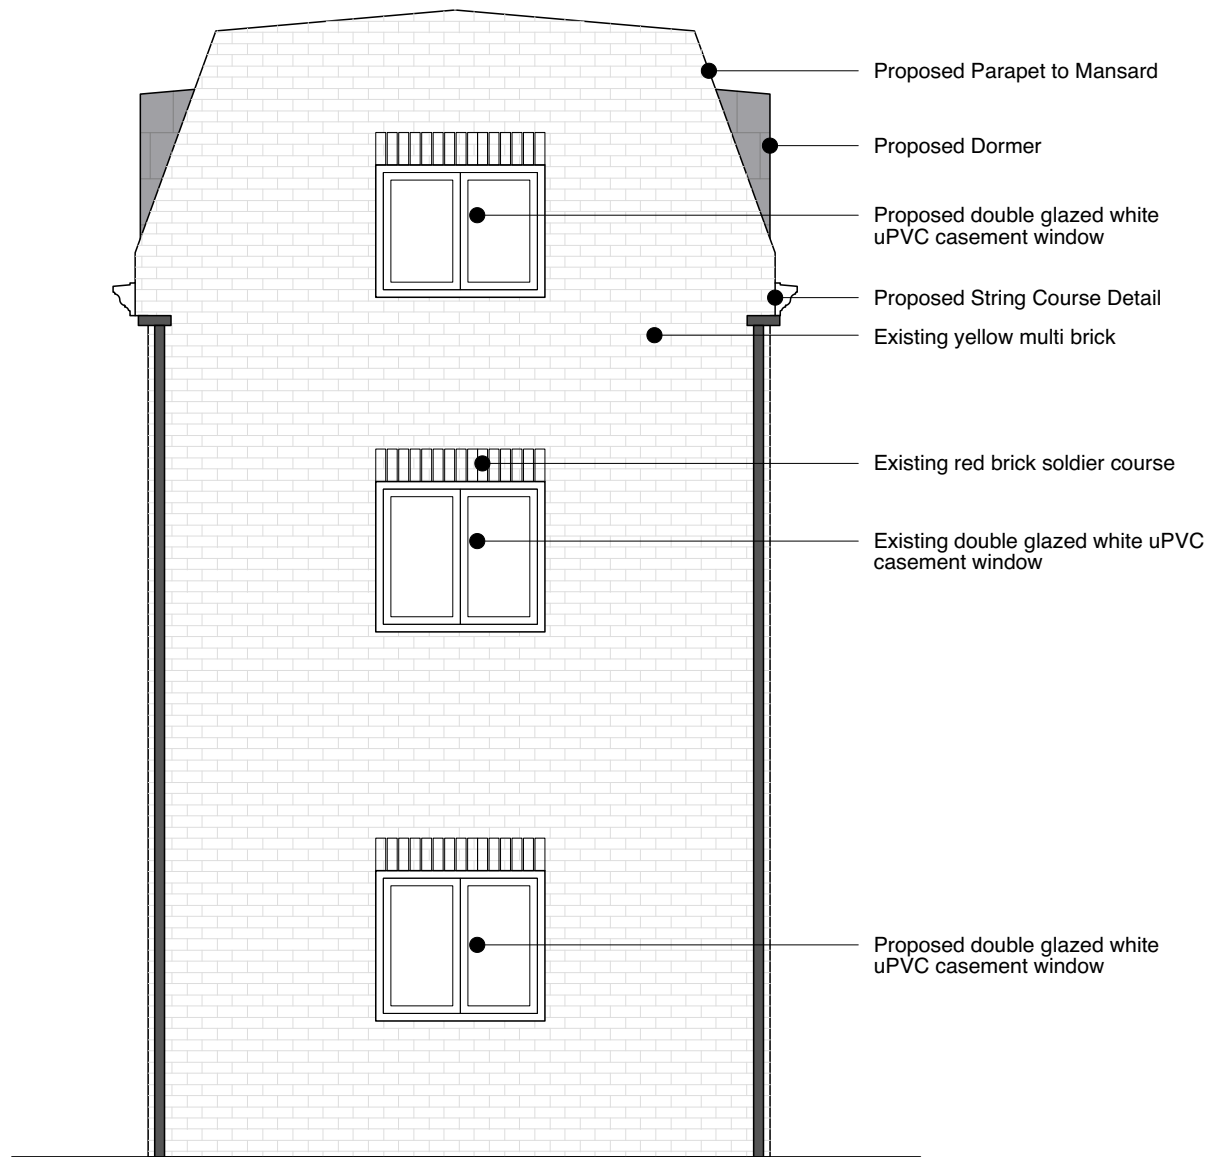 Proposed Parapet to Mansard
Proposed Dormer
Proposed double glazed white
uPVC casement window
Proposed String Course Detail
Existing yellow multi brick
Existing red brick soldier course
Existing double glazed white uPVC
casement window
Proposed double glazed white
uPVC casement window